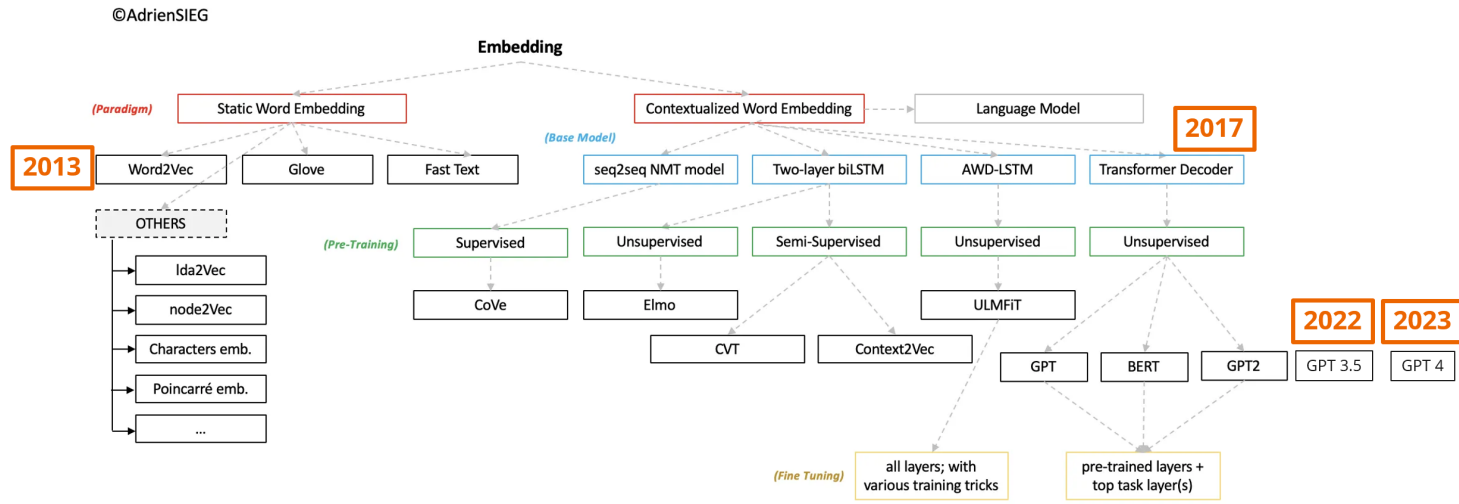 ©AdrienSIEG
Embedding
(Paradigm)
Static Word Embedding
Contextualized Word Embedding
Language Model
2017
(Base Model)
2013
Word2Vec
Glove
Fast Text
seq2seq NMT model
Two-layer biLSTM
AWD-LSTM
Transformer Decoder
OTHERS
(Pre-Training)
Supervised
Unsupervised
Semi-Supervised
Unsupervised
Unsupervised
lda2Vec
node2Vec
Characters emb.
Poincarré emb.
...
CoVe
Elmo
ULMFiT
CVT
Context2Vec
2022
2023
GPT
BERT
GPT2
GPT 3.5
GPT 4
(Fine Tuning)
all layers; with
various training tricks
pre-trained layers +
top task layer(s)